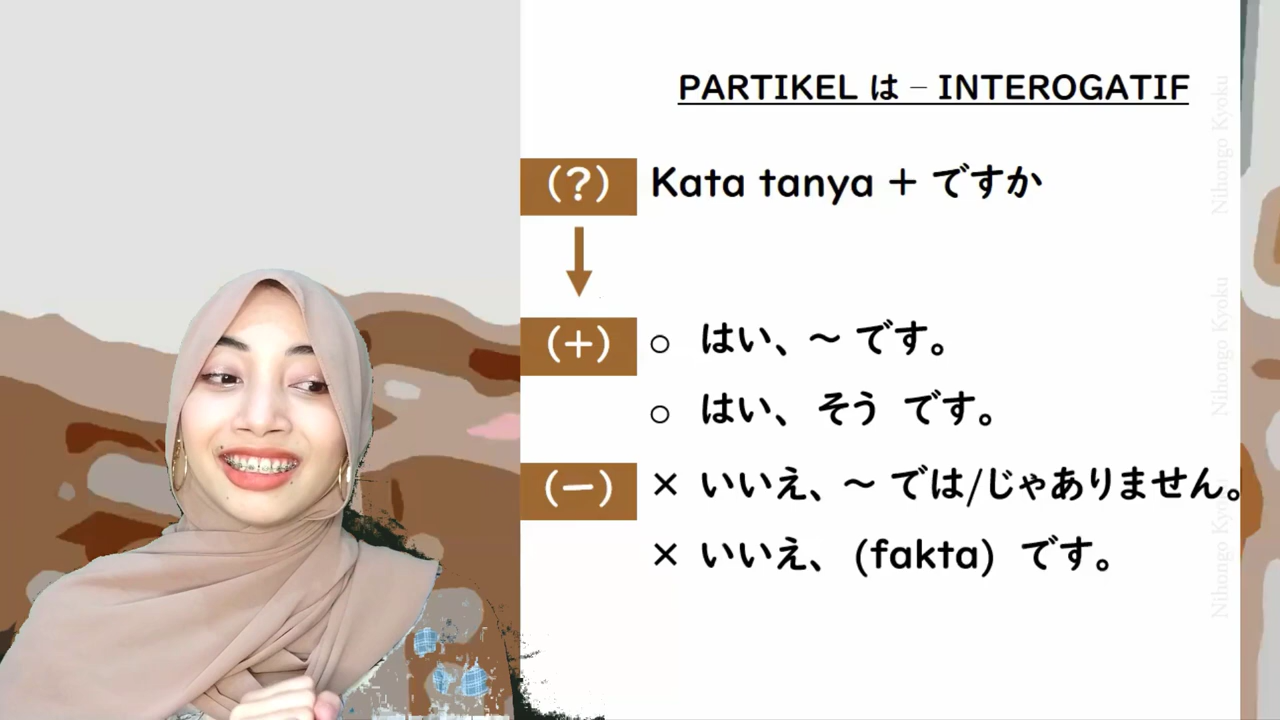 PARTIKEL は – INTEROGATIF
(?) Kata tanya + ですか
(+) ○ はい、～ です。
○ はい、 そう です。
(−) × いいえ、～ では/じゃありません。
× いいえ、(fakta) です。
Nihongo Kyoku
Nihongo Kyoku
Nihongo Kyoku